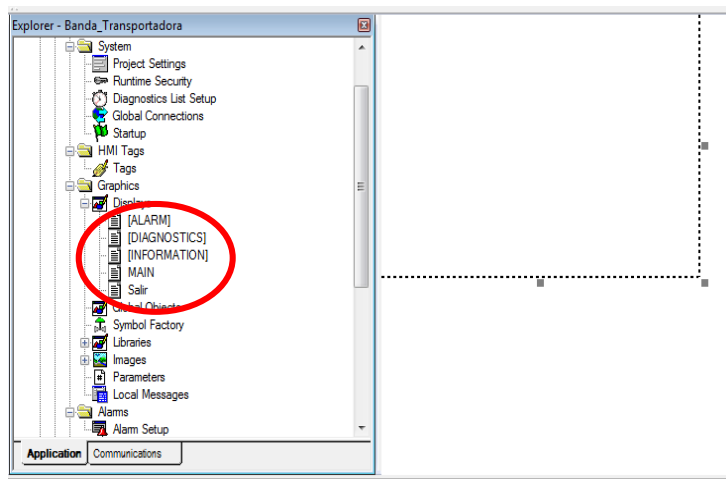 Explorer - Banda_Transportadora
System
Project Settings
Runtime Security
Diagnostics List Setup
Global Connections
Startup
HMI Tags
Tags
Graphics
Displays
[ALARM]
[DIAGNOSTICS]
[INFORMATION]
MAIN
Salir
Global Objects
Symbol Factory
Libraries
Images
Parameters
Local Messages
Alarms
Alarm Setup
Application Communications